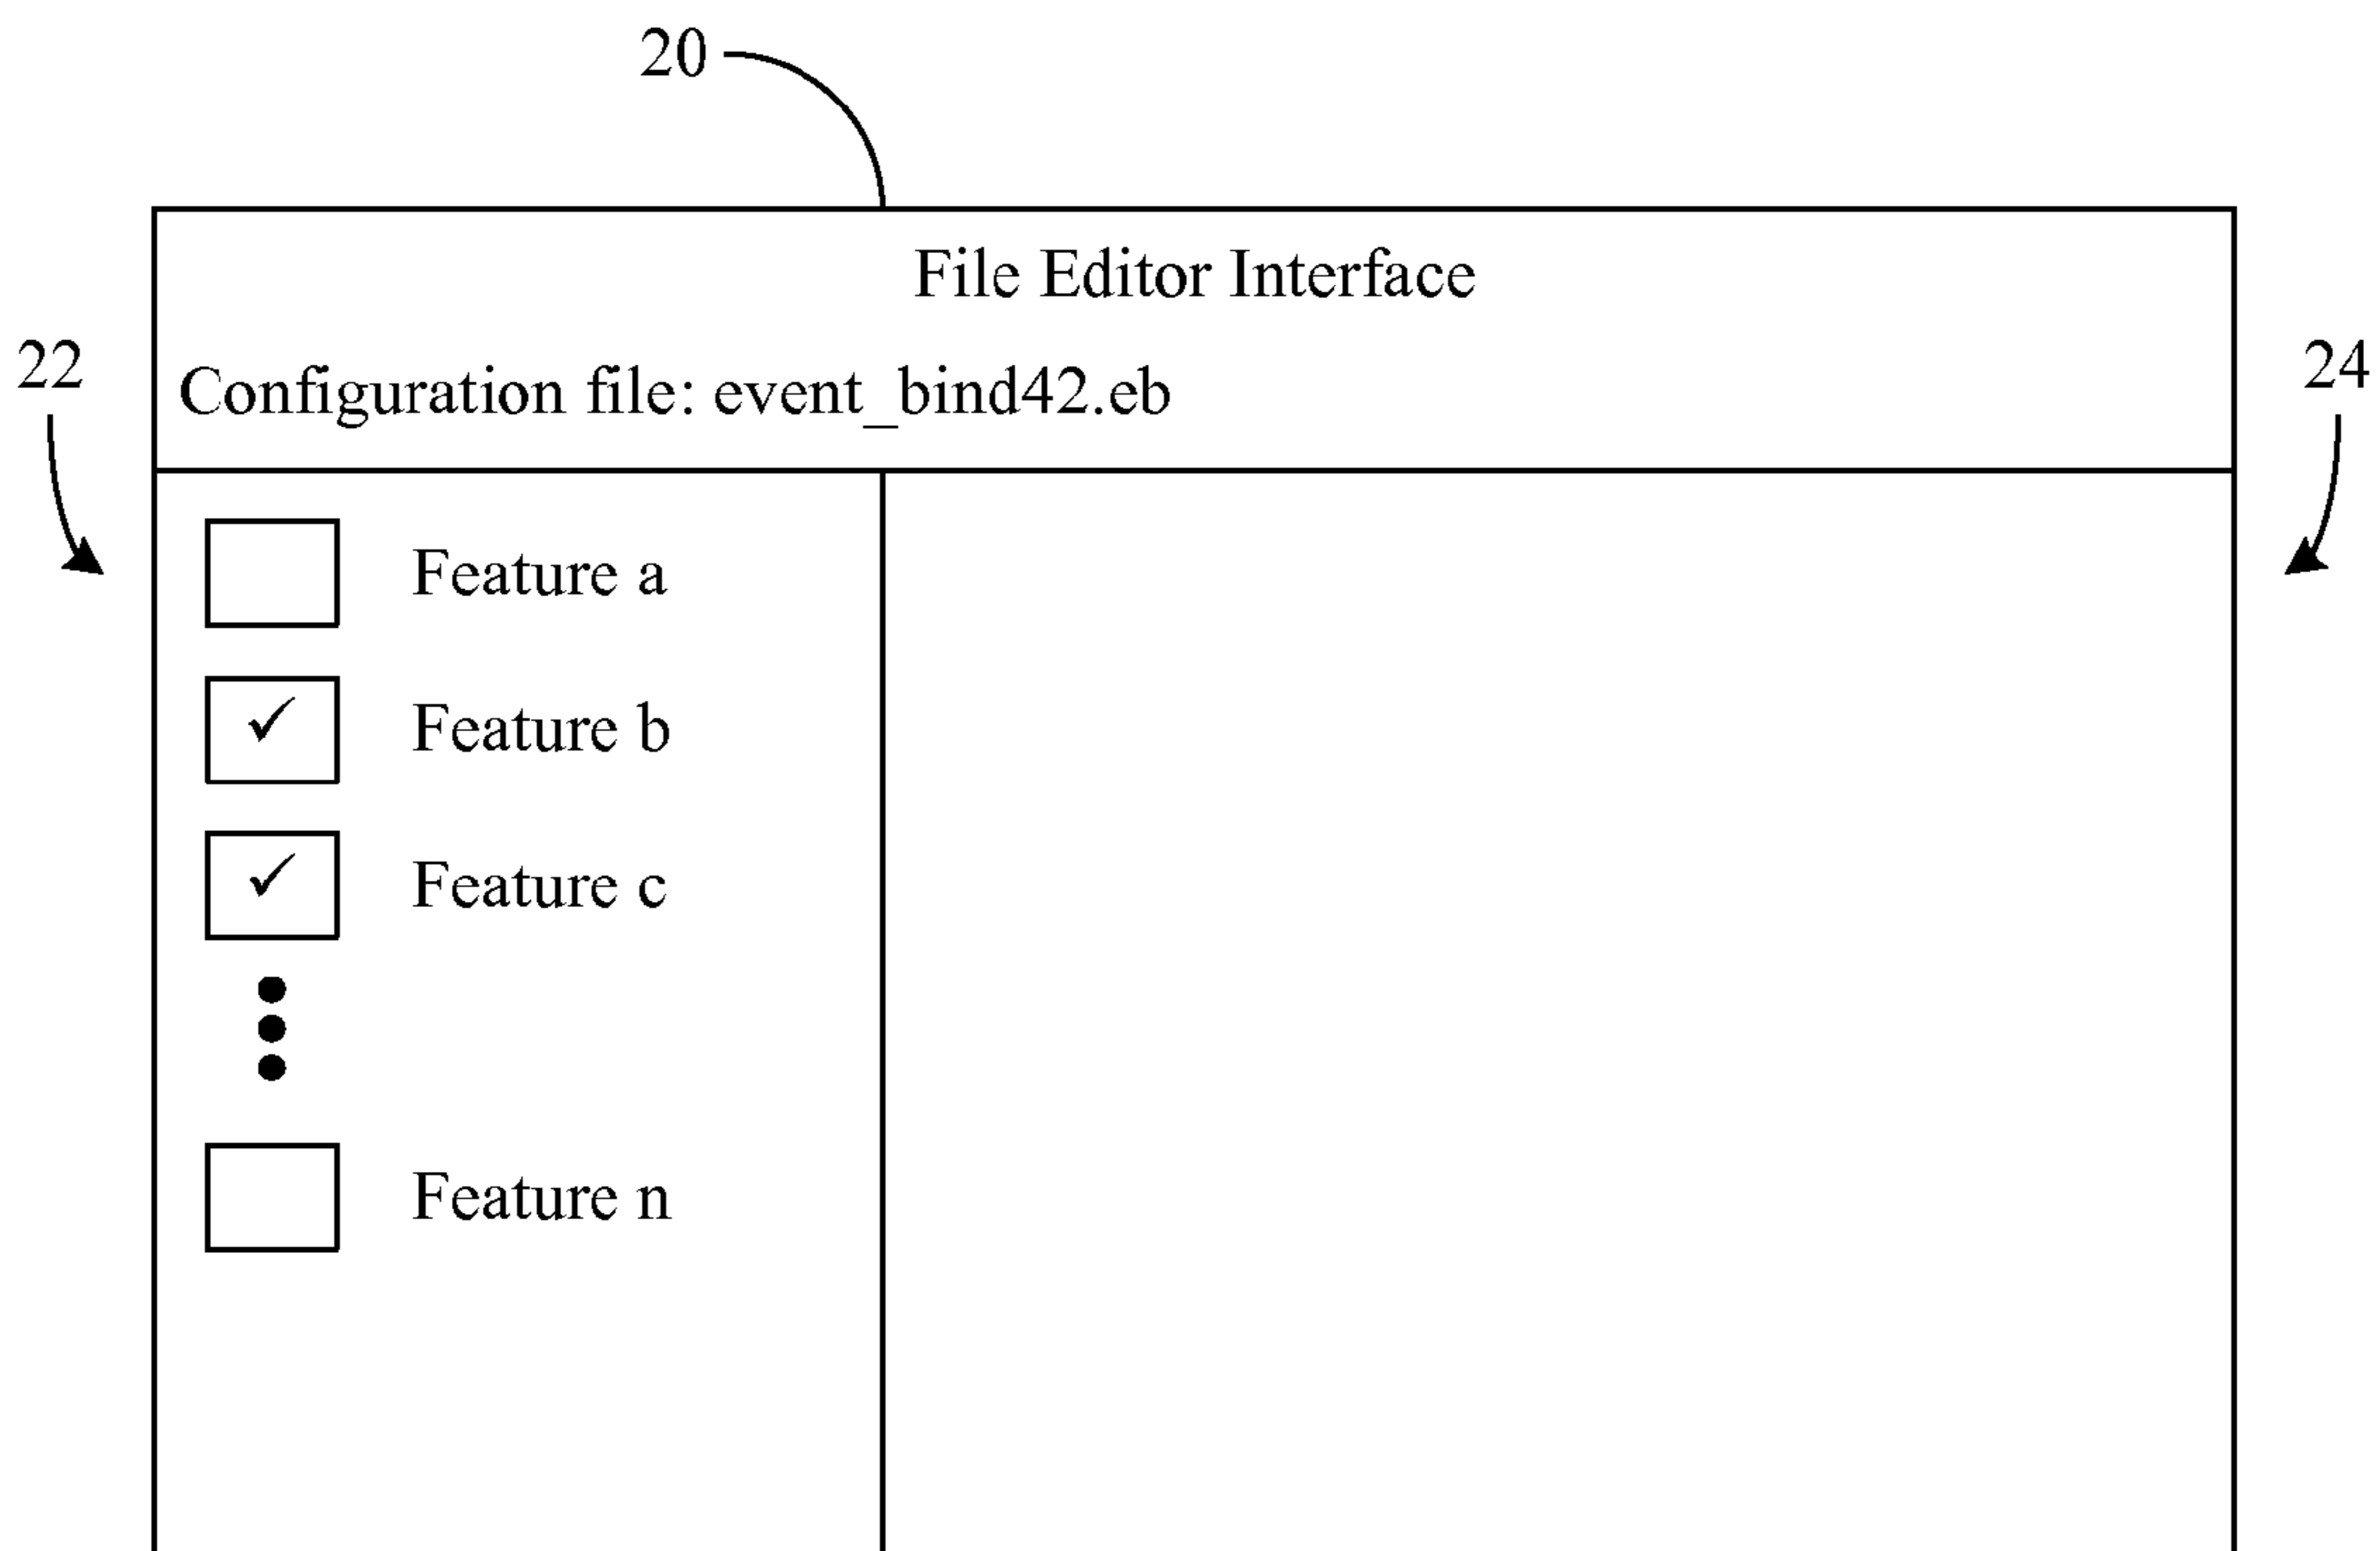 20
File Editor Interface
22
24
Configuration file: event_bind42.eb
Feature a
Feature b
Feature c
Feature n